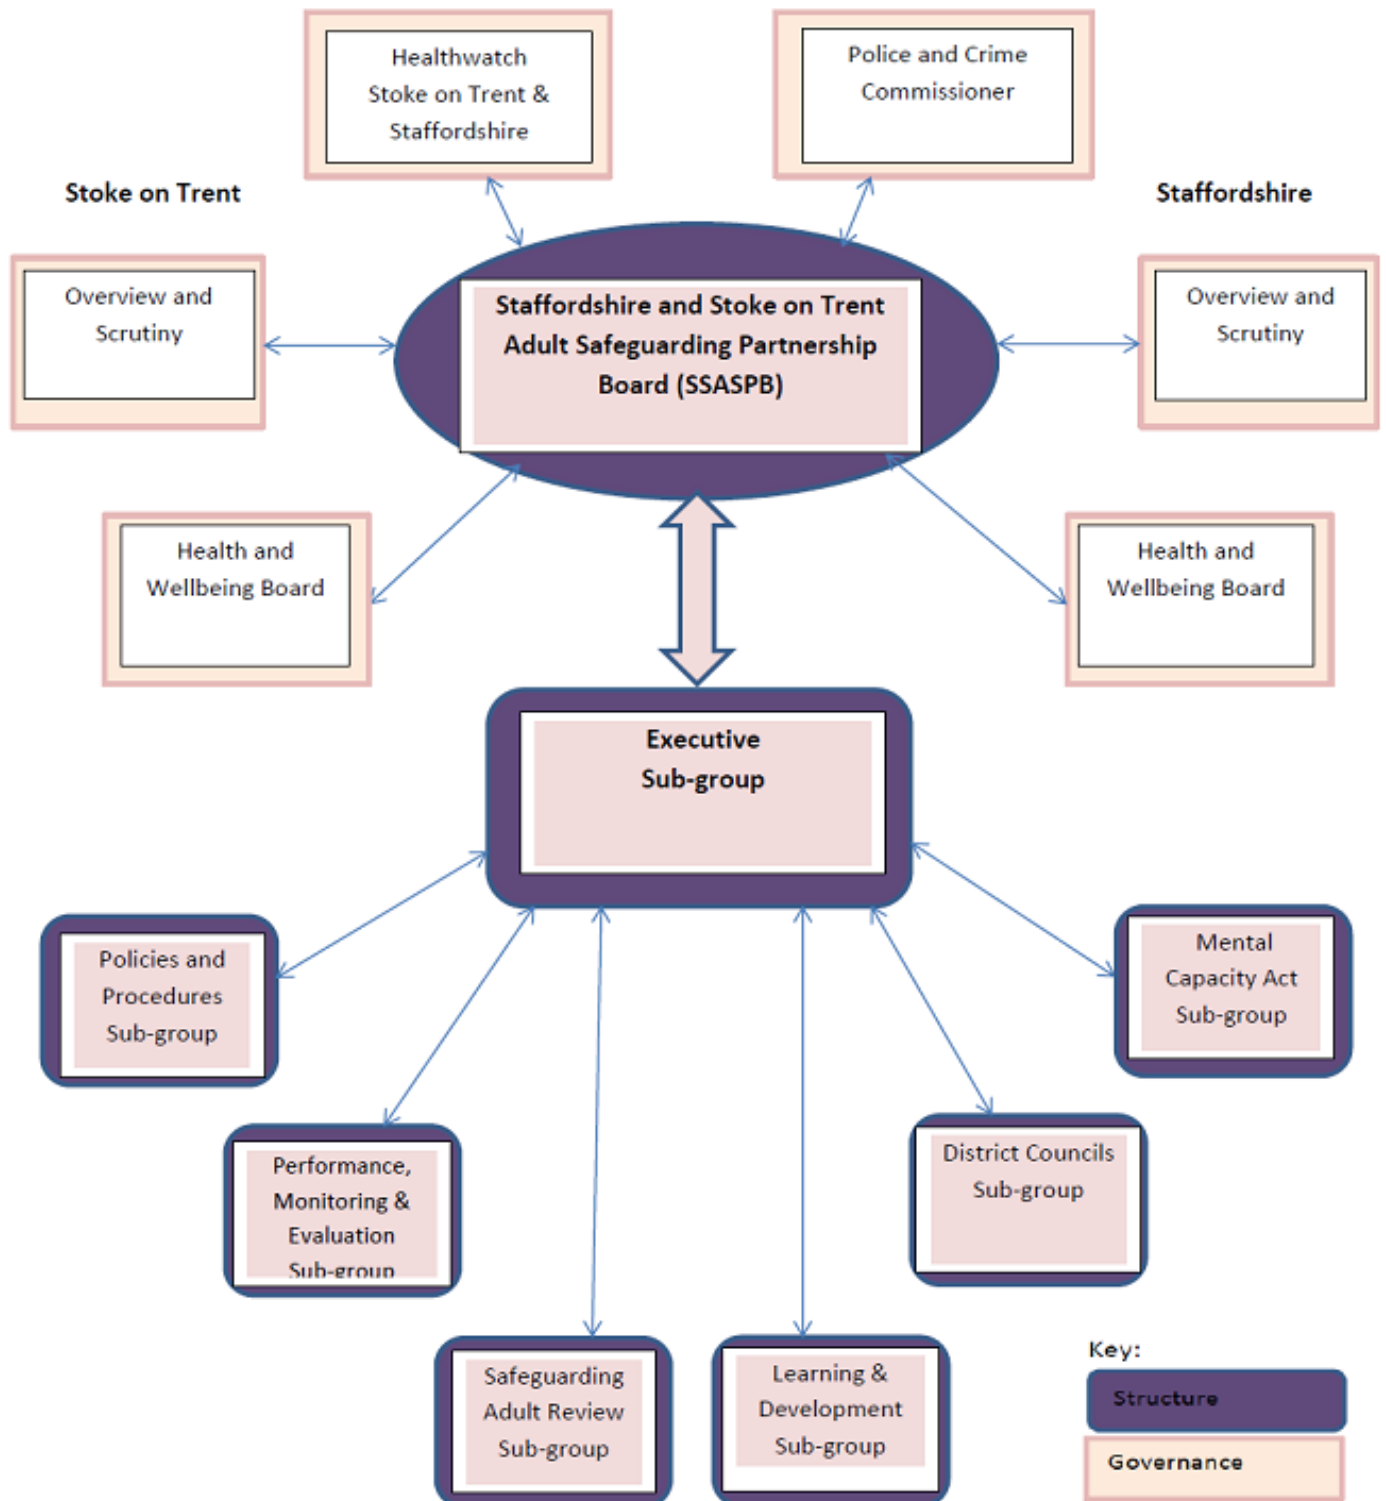 Healthwatch
Stoke on Trent &
Staffordshire
Police and Crime
Commissioner
Stoke on Trent
Staffordshire
Overview and
Scrutiny
Staffordshire and Stoke on Trent
Adult Safeguarding Partnership
Board (SSASPB)
Overview and
Scrutiny
Health and
Wellbeing Board
Health and
Wellbeing Board
Executive
Sub-group
Policies and
Procedures
Sub-group
Mental
Capacity Act
Sub-group
Performance,
Monitoring &
Evaluation
Sub-group
District Councils
Sub-group
Safeguarding
Adult Review
Sub-group
Learning &
Development
Sub-group
Key:
Structure
Governance